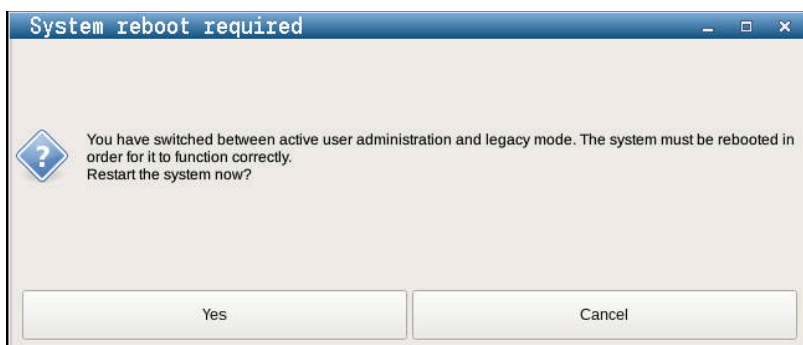 System reboot required
You have switched between active user administration and legacy mode. The system must be rebooted in
order for it to function correctly.
Restart the system now?
Yes
Cancel